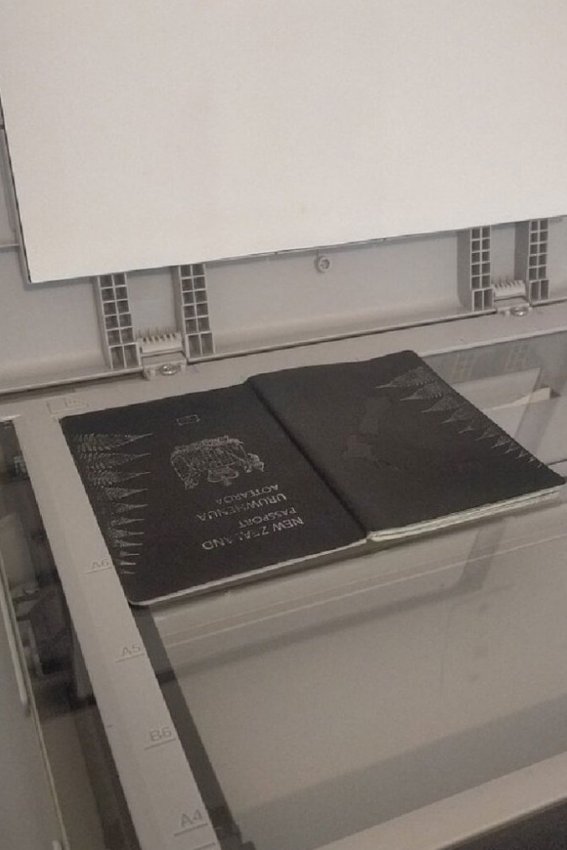 NEW ZEALAND
PASSPORT
URUWHENUA
AOTEAROA
A6
A5
B6
A4